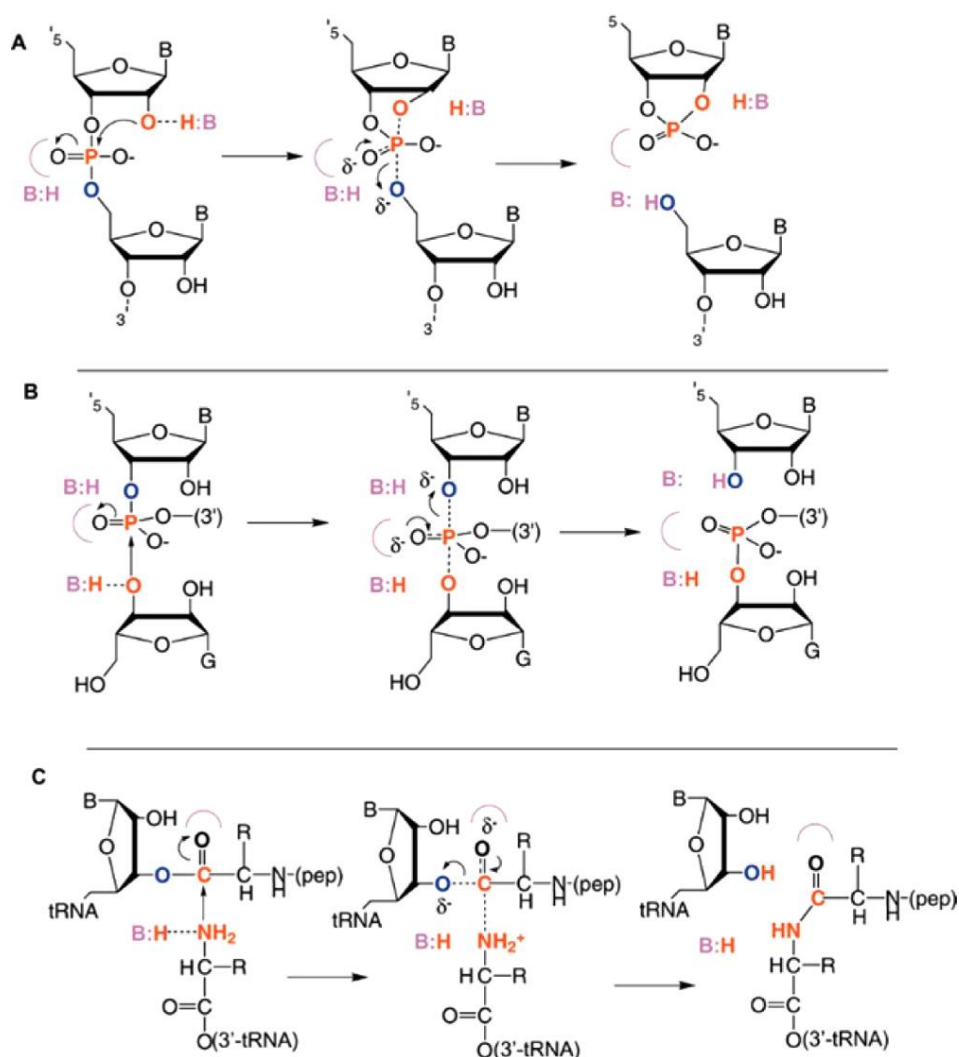 A
'5 B O O O H:B
O P O- B:H O
B O OH O 3'
'5 B O O O H:B
δ- O P O- B:H O δ-
B O OH O 3'
5 B O O O H:B
O P O-
B: HO B O OH O 3'
B
'5 B O OH O B:H
O P O (3') O-
B:H O OH O G HO
'5 B O OH O δ- B:H
δ- O P O (3') O-
B:H O OH O G HO
'5 B O OH HO B:
O P O (3') O-
B:H O OH O G HO
C
B OH O O R
O C C N (pep)
tRNA H H
B:H NH2
HC R
O C
O(3'-tRNA)
B OH δ- O R
O O C C N (pep)
tRNA δ- H H
B:H NH2+
HC R
O C
O(3'-tRNA)
B OH O R
O OH C C N (pep)
tRNA HN H H
B:H
HC R
O C
O(3'-tRNA)